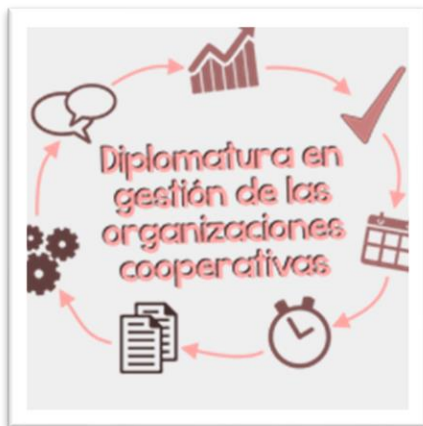 Diplomatura en
gestión de las
organizaciones
cooperativas